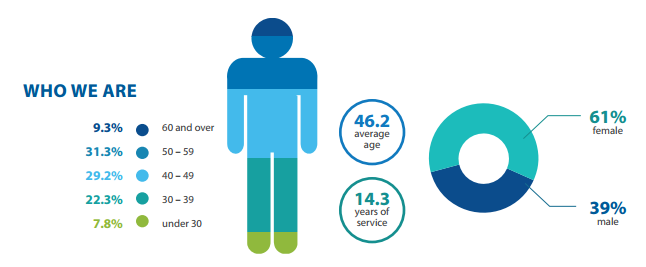 WHO WE ARE
9.3% 60 and over
31.3% 50 – 59
29.2% 40 – 49
22.3% 30 – 39
7.8% under 30
46.2
average
age
14.3
years of
service
61%
female
39%
male